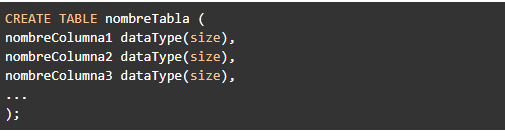 CREATE TABLE nombreTabla (
nombreColumna1 dataType(size),
nombreColumna2 dataType(size),
nombreColumna3 dataType(size),
...
);